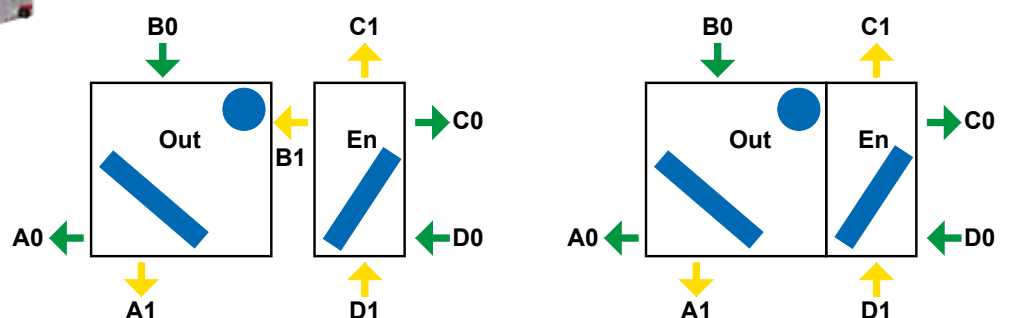 B0 C1 B0 C1
C0 C0
Out En Out En
B1
A0 D0 A0 D0
A1 D1 A1 D1